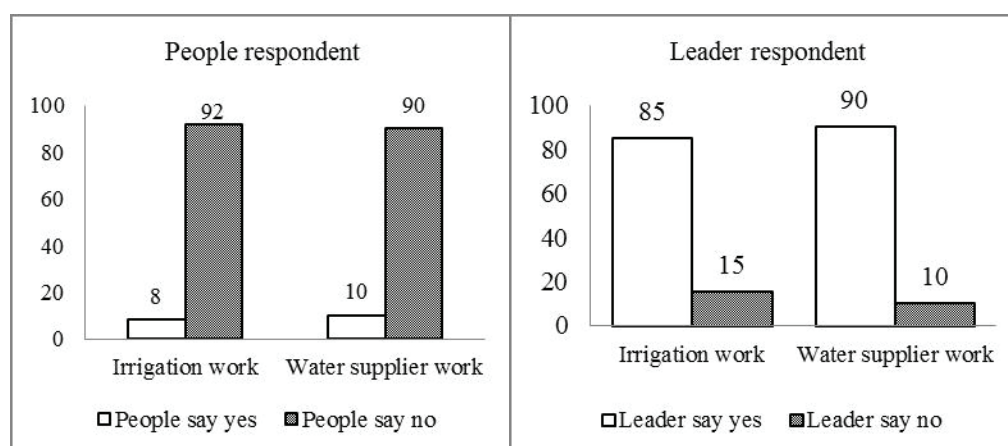 People respondent
100
80
60
40
20
0
8
92
10
90
Irrigation work
Water supplier work
People say yes
People say no
Leader respondent
100
80
60
40
20
0
85
15
90
10
Irrigation work
Water supplier work
Leader say yes
Leader say no